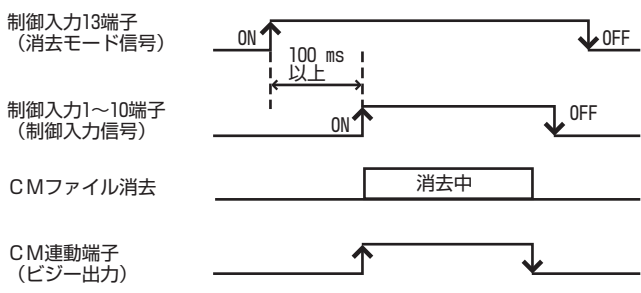 制御入力13端子
（消去モード信号）
ON
OFF
100 ms
以上
制御入力1～10端子
（制御入力信号）
ON
OFF
ＣＭファイル消去
消去中
ＣＭ連動端子
（ビジー出力）